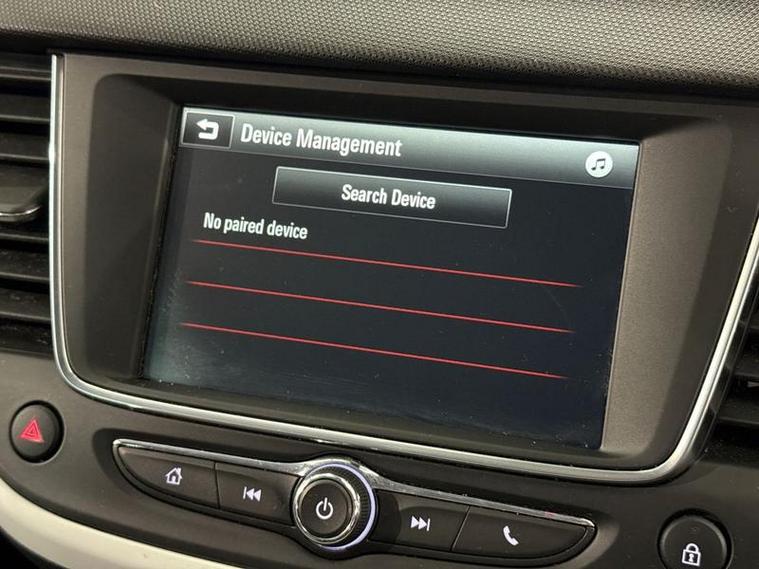 Device Management
Search Device
No paired device